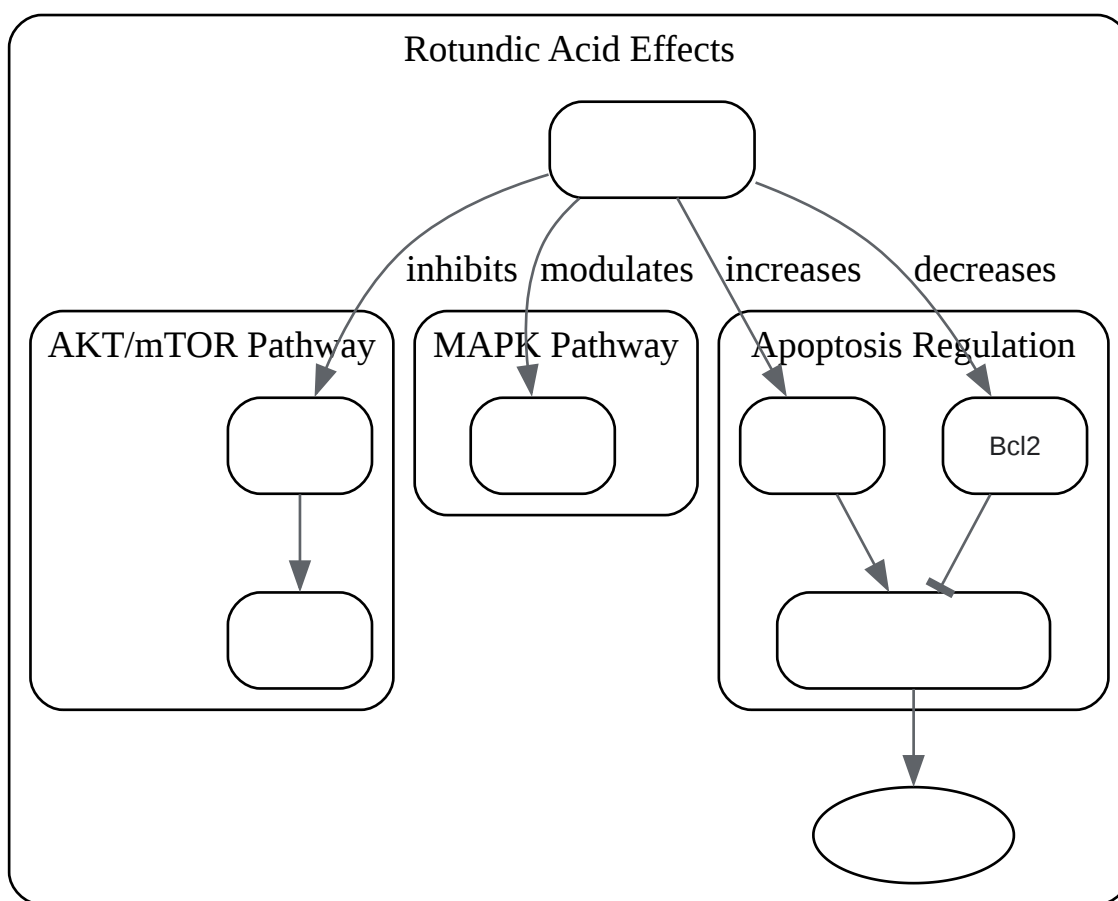 Rotundic Acid Effects
inhibits modulates increases decreases
AKT/mTOR Pathway
MAPK Pathway
Apoptosis Regulation
Bcl2